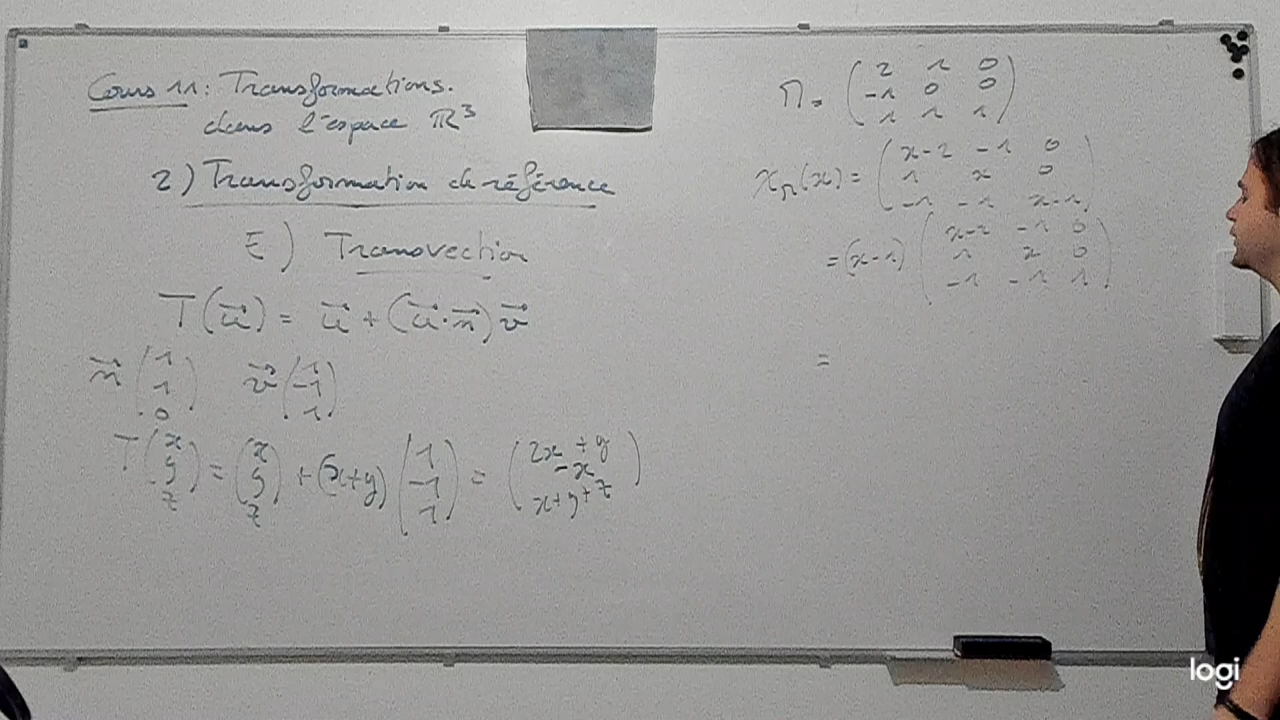 Cours 11 : Transformations.
dans l'espace ℝ³
2) Transformation de référence
E) Transvection
T(u⃗) = u⃗ + (u⃗·n⃗)v⃗
n⃗ (1 1 0) v⃗ (1 -1 1)
T (x y z) = (x y z) + (x+y) (1 -1 1) = (2x + y -x x+y+z)
M = (2 1 0
-1 0 0
1 1 1)
χ_M(x) = (x-2 -1 0
1 x 0
-1 -1 x-1)
= (x-1) (x-2 -1 0
1 x 0
-1 -1 1)
=
logi